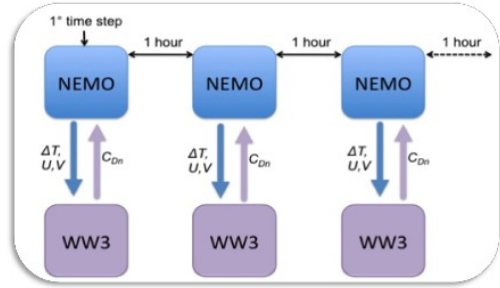 1° time step
1 hour
1 hour
1 hour
NEMO
NEMO
NEMO
ΔT,
U,V
C_Dn
ΔT,
U,V
C_Dn
ΔT,
U,V
C_Dn
WW3
WW3
WW3